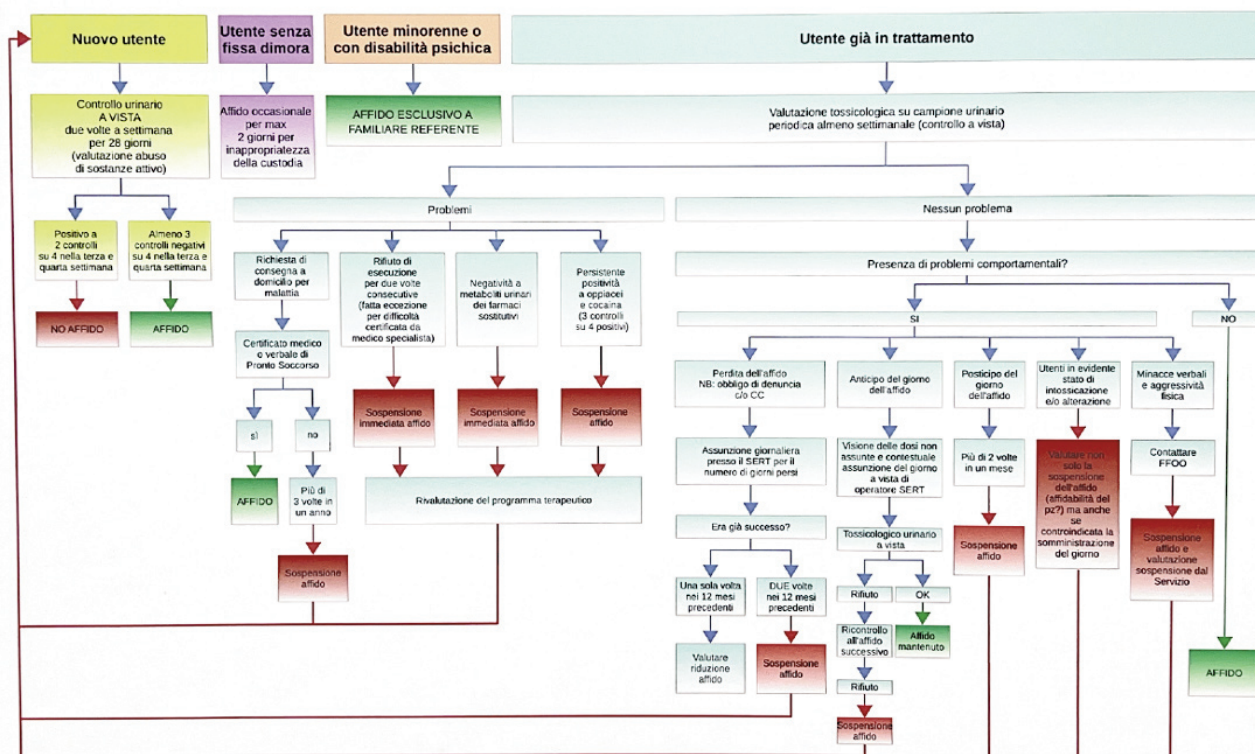 Nuovo utente
Utente senza
fissa dimora
Utente minorenne o
con disabilità psichica
Utente già in trattamento
Controllo urinario
A VISTA
due volte a settimana
per 28 giorni
(valutazione abuso
di sostanze attivo)
Affido occasionale
per max
2 giorni per
inappropriatezza
della custodia
AFFIDO ESCLUSIVO A
FAMILIARE REFERENTE
Valutazione tossicologica su campione urinario
periodica almeno settimanale (controllo a vista)
Positivo a
2 controlli
su 4 nella terza e
quarta settimana
Almeno 3
controlli negativi
su 4 nella terza e
quarta settimana
NO AFFIDO
AFFIDO
Problemi
Nessun problema
Richiesta di
consegna a
domicilio per
malattia
Rifiuto di
esecuzione
per due volte
consecutive
(fatta eccezione
per difficoltà
certificata da
medico specialista)
Negatività a
metaboliti urinari
dei farmaci
sostitutivi
Persistente
positività
a oppiacei
e cocaina
(3 controlli
su 4 positivi)
Certificato medico
o verbale di
Pronto Soccorso
sì
no
AFFIDO
Più di
3 volte in
un anno
Sospensione
affido
Sospensione
immediata affido
Sospensione
immediata affido
Sospensione
affido
Rivalutazione del programma terapeutico
Presenza di problemi comportamentali?
SI
NO
Perdita dell'affido
NB: obbligo di denuncia
c/o CC
Anticipo del giorno
dell'affido
Posticipo del
giorno
dell'affido
Utenti in evidente
stato di
intossicazione
e/o alterazione
Minacce verbali
e aggressività
fisica
Assunzione giornaliera
presso il SERT per il
numero di giorni persi
Visione delle dosi non
assunte e contestuale
assunzione del giorno
a vista di
operatore SERT
Più di 2 volte
in un mese
Valutare non
solo la
sospensione
dell'affido
(affidabilità del
pz?) ma anche
se
controindicata la
somministrazione
del giorno
Contattare
FFOO
Era già successo?
Tossicologico urinario
a vista
Sospensione
affido
Sospensione
affido e
valutazione
sospensione dal
Servizio
Una sola volta
nei 12 mesi
precedenti
DUE volte
nei 12 mesi
precedenti
Rifiuto
OK
Valutare
riduzione
affido
Sospensione
affido
Ricontrollo
all'affido
successivo
Affido
mantenuto
Rifiuto
Sospensione
affido
AFFIDO